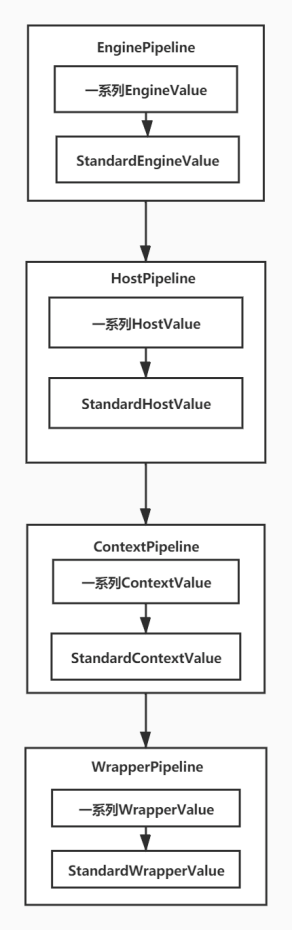 EnginePipeline
一系列EngineValue
StandardEngineValue
HostPipeline
一系列HostValue
StandardHostValue
ContextPipeline
一系列ContextValue
StandardContextValue
WrapperPipeline
一系列WrapperValue
StandardWrapperValue